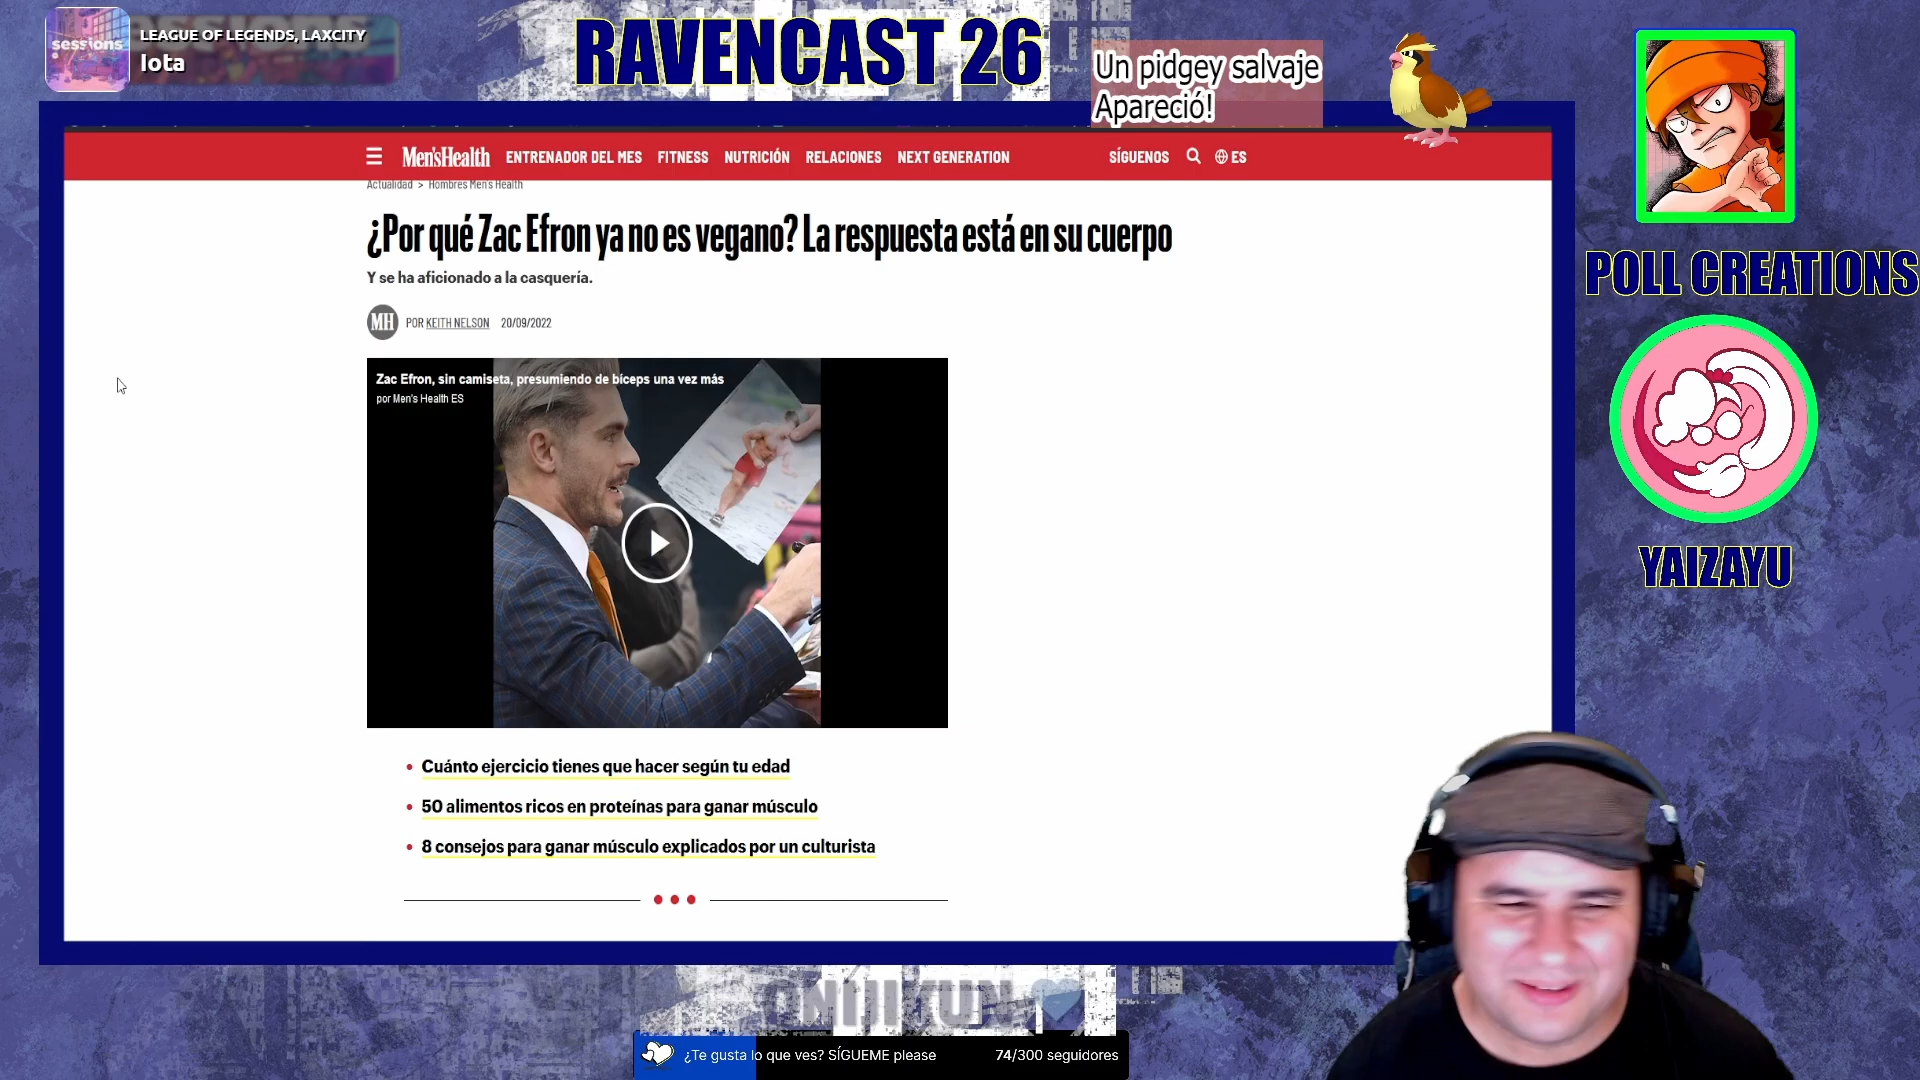 sessions
LEAGUE OF LEGENDS, LAXCITY
Iota
RAVENCAST 26
Un pidgey salvaje
Apareció!
Men'sHealth ENTRENADOR DEL MES FITNESS NUTRICIÓN RELACIONES NEXT GENERATION SÍGUENOS ES
Actualidad > Hombres Men's Health
¿Por qué Zac Efron ya no es vegano? La respuesta está en su cuerpo
Y se ha aficionado a la casquería.
MH POR KEITH NELSON 20/09/2022
Zac Efron, sin camiseta, presumiendo de bíceps una vez más
por Men's Health ES
• Cuánto ejercicio tienes que hacer según tu edad
• 50 alimentos ricos en proteínas para ganar músculo
• 8 consejos para ganar músculo explicados por un culturista
POLL CREATIONS
YAIZAYU
¿Te gusta lo que ves? SÍGUEME please 74/300 seguidores